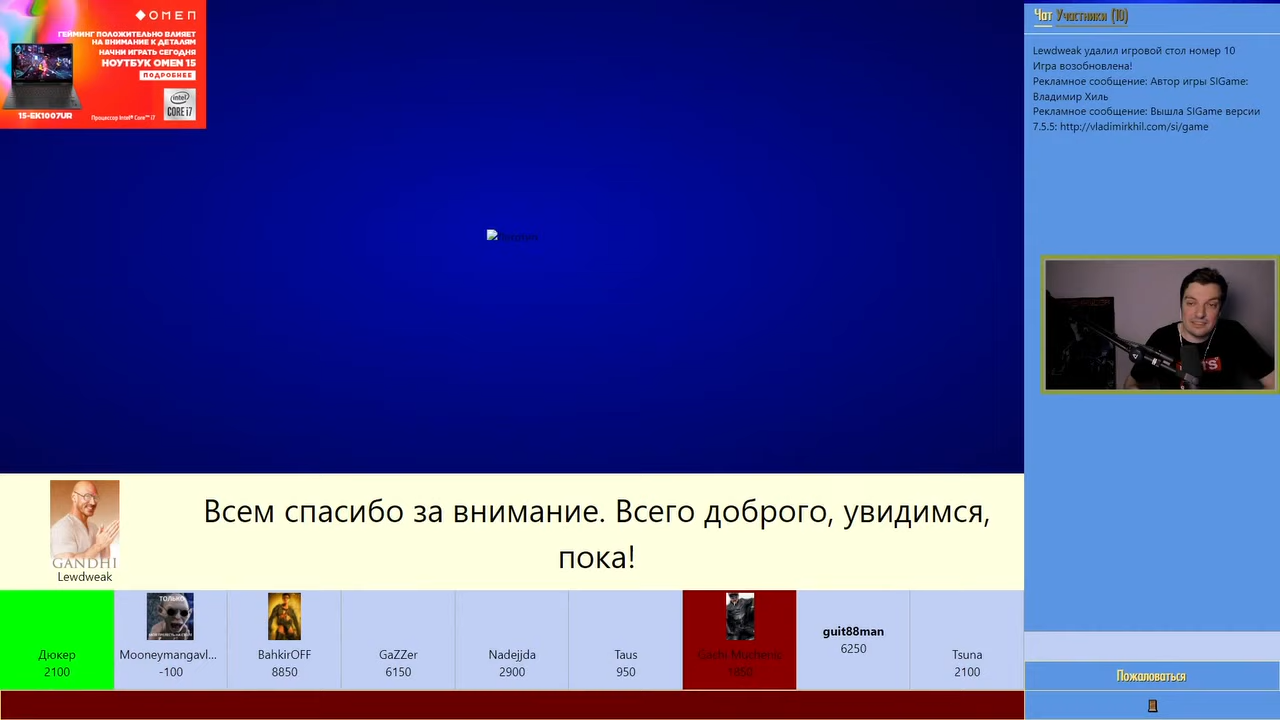 ОМЕП
ГЕЙМИНГ ПОЛОЖИТЕЛЬНО ВЛИЯЕТ
НА ВНИМАНИЕ К ДЕТАЛЯМ
НАЧНИ ИГРАТЬ СЕГОДНЯ
НОУТБУК OMEN 15
ПОДРОБНЕЕ
intel
CORE i7
15-EK1007UR
Процессор Intel® Core™ i7
Чат Участники (10)
Lewdweak удалил игровой стол номер 10
Игра возобновлена!
Рекламное сообщение: Автор игры SIGame:
Владимир Хиль
Рекламное сообщение: Вышла SIGame версии
7.5.5: http://vladimirkhil.com/si/game
Всем спасибо за внимание. Всего доброго, увидимся,
пока!
GANDHI
Lewdweak
ТОЛЬКО
Дюкер
2100
Mooneymangavl...
-100
BahkirOFF
8850
GaZZer
6150
Nadejjda
2900
Taus
950
Gachi-Muchenic
1850
guit88man
6250
Tsuna
2100
Пожаловаться